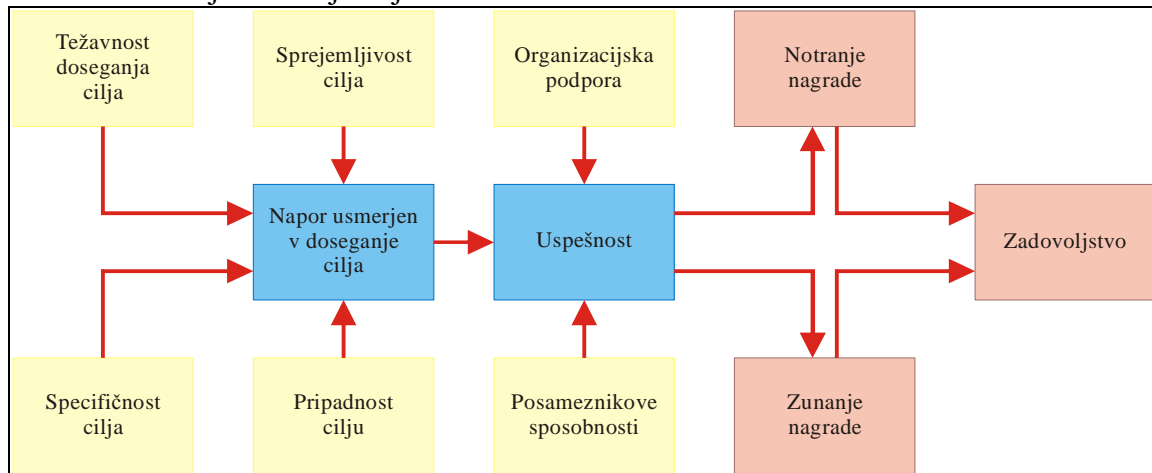 Težavnost
doseganja
cilja
Sprejemljivost
cilja
Organizacijska
podpora
Notranje
nagrade
Napor usmerjen
v doseganje
cilja
Uspešnost
Zadovoljstvo
Specifičnost
cilja
Pripadnost
cilju
Posameznikove
sposobnosti
Zunanje
nagrade